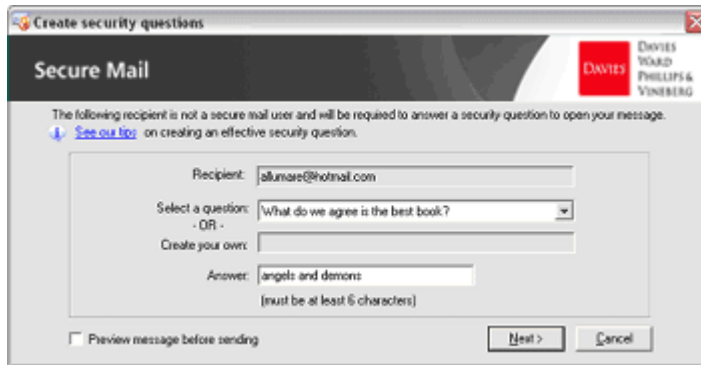 Create security questions
Secure Mail
DAVIES
DAVIES
WARD
PHILLIPS &
VINEBERG
The following recipient is not a secure mail user and will be required to answer a security question to open your message.
See our tips on creating an effective security question.
Recipient: allumare@hotmail.com
Select a question: What do we agree is the best book?
- OR -
Create your own:
Answer: angels and demons
(must be at least 6 characters)
Preview message before sending
Next >
Cancel